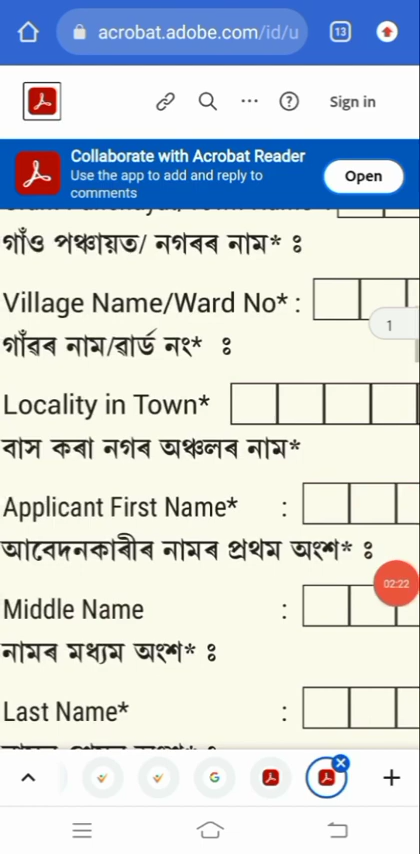 acrobat.adobe.com/id/u
13
Sign in
Collaborate with Acrobat Reader
Use the app to add and reply to
comments
Open
গাঁও পঞ্চায়ত/ নগৰৰ নাম* ঃ
Village Name/Ward No* :
1
গাঁৱৰ নাম/ৱাৰ্ড নং* ঃ
Locality in Town*
বাস কৰা নগৰ অঞ্চলৰ নাম*
Applicant First Name* :
আবেদনকাৰীৰ নামৰ প্ৰথম অংশ* ঃ
02:22
Middle Name :
নামৰ মধ্যম অংশ* ঃ
Last Name* :